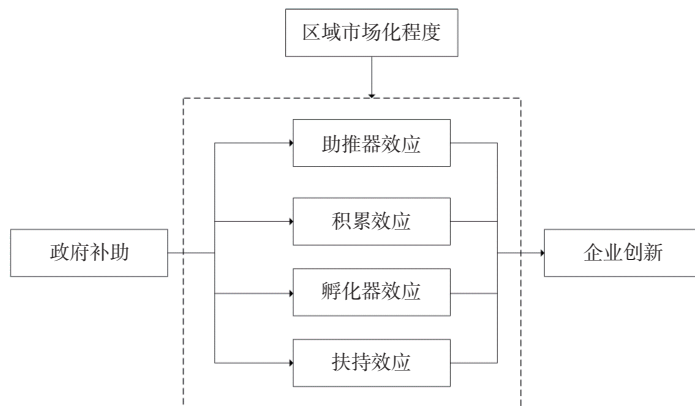 区域市场化程度
助推器效应
积累效应
政府补助
企业创新
孵化器效应
扶持效应